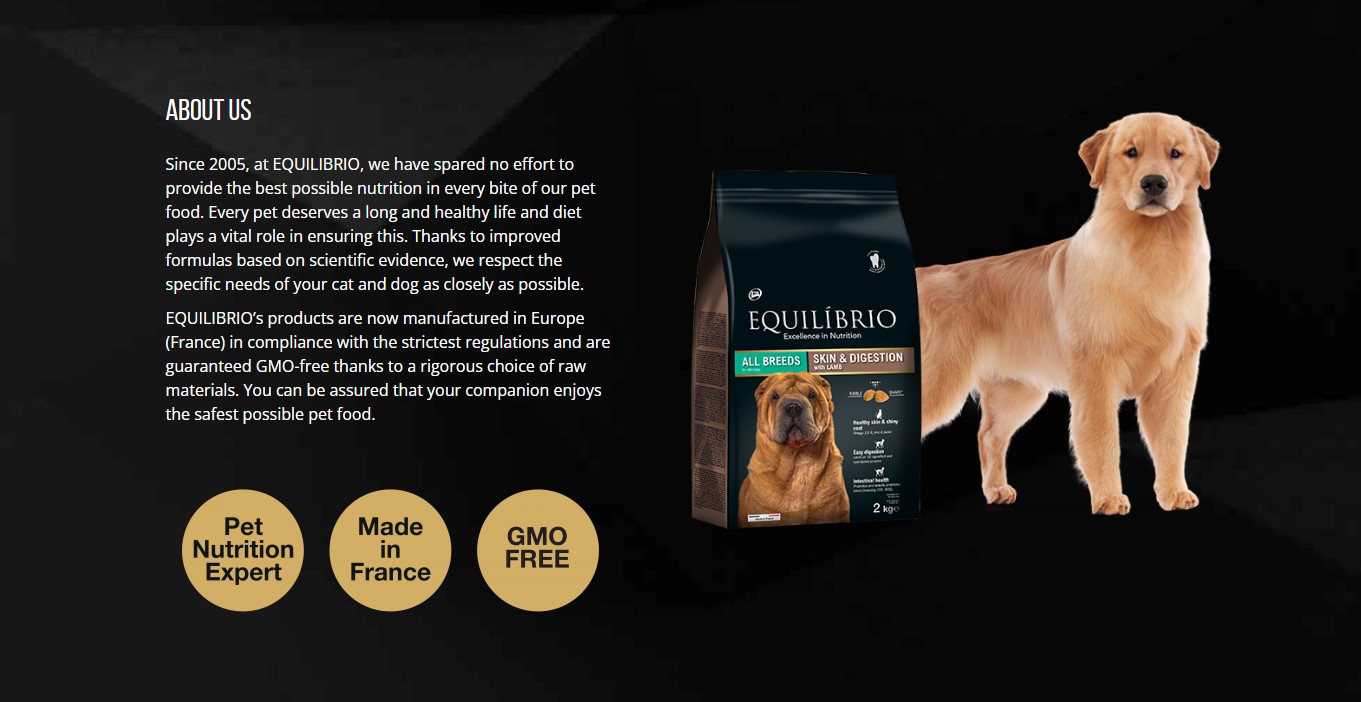 ABOUT US
Since 2005, at EQUILIBRIO, we have spared no effort to
provide the best possible nutrition in every bite of our pet
food. Every pet deserves a long and healthy life and diet
plays a vital role in ensuring this. Thanks to improved
formulas based on scientific evidence, we respect the
specific needs of your cat and dog as closely as possible.
EQUILIBRIO’s products are now manufactured in Europe
(France) in compliance with the strictest regulations and are
guaranteed GMO-free thanks to a rigorous choice of raw
materials. You can be assured that your companion enjoys
the safest possible pet food.
Pet
Nutrition
Expert
Made
in
France
GMO
FREE
EQUILÍBRIO
Excellence in Nutrition
ALL BREEDS
SKIN & DIGESTION
with LAMB
KIBBLE SHAPE
Healthy skin & shiny
coat
Easy digestion
Intestinal health
2 kg e